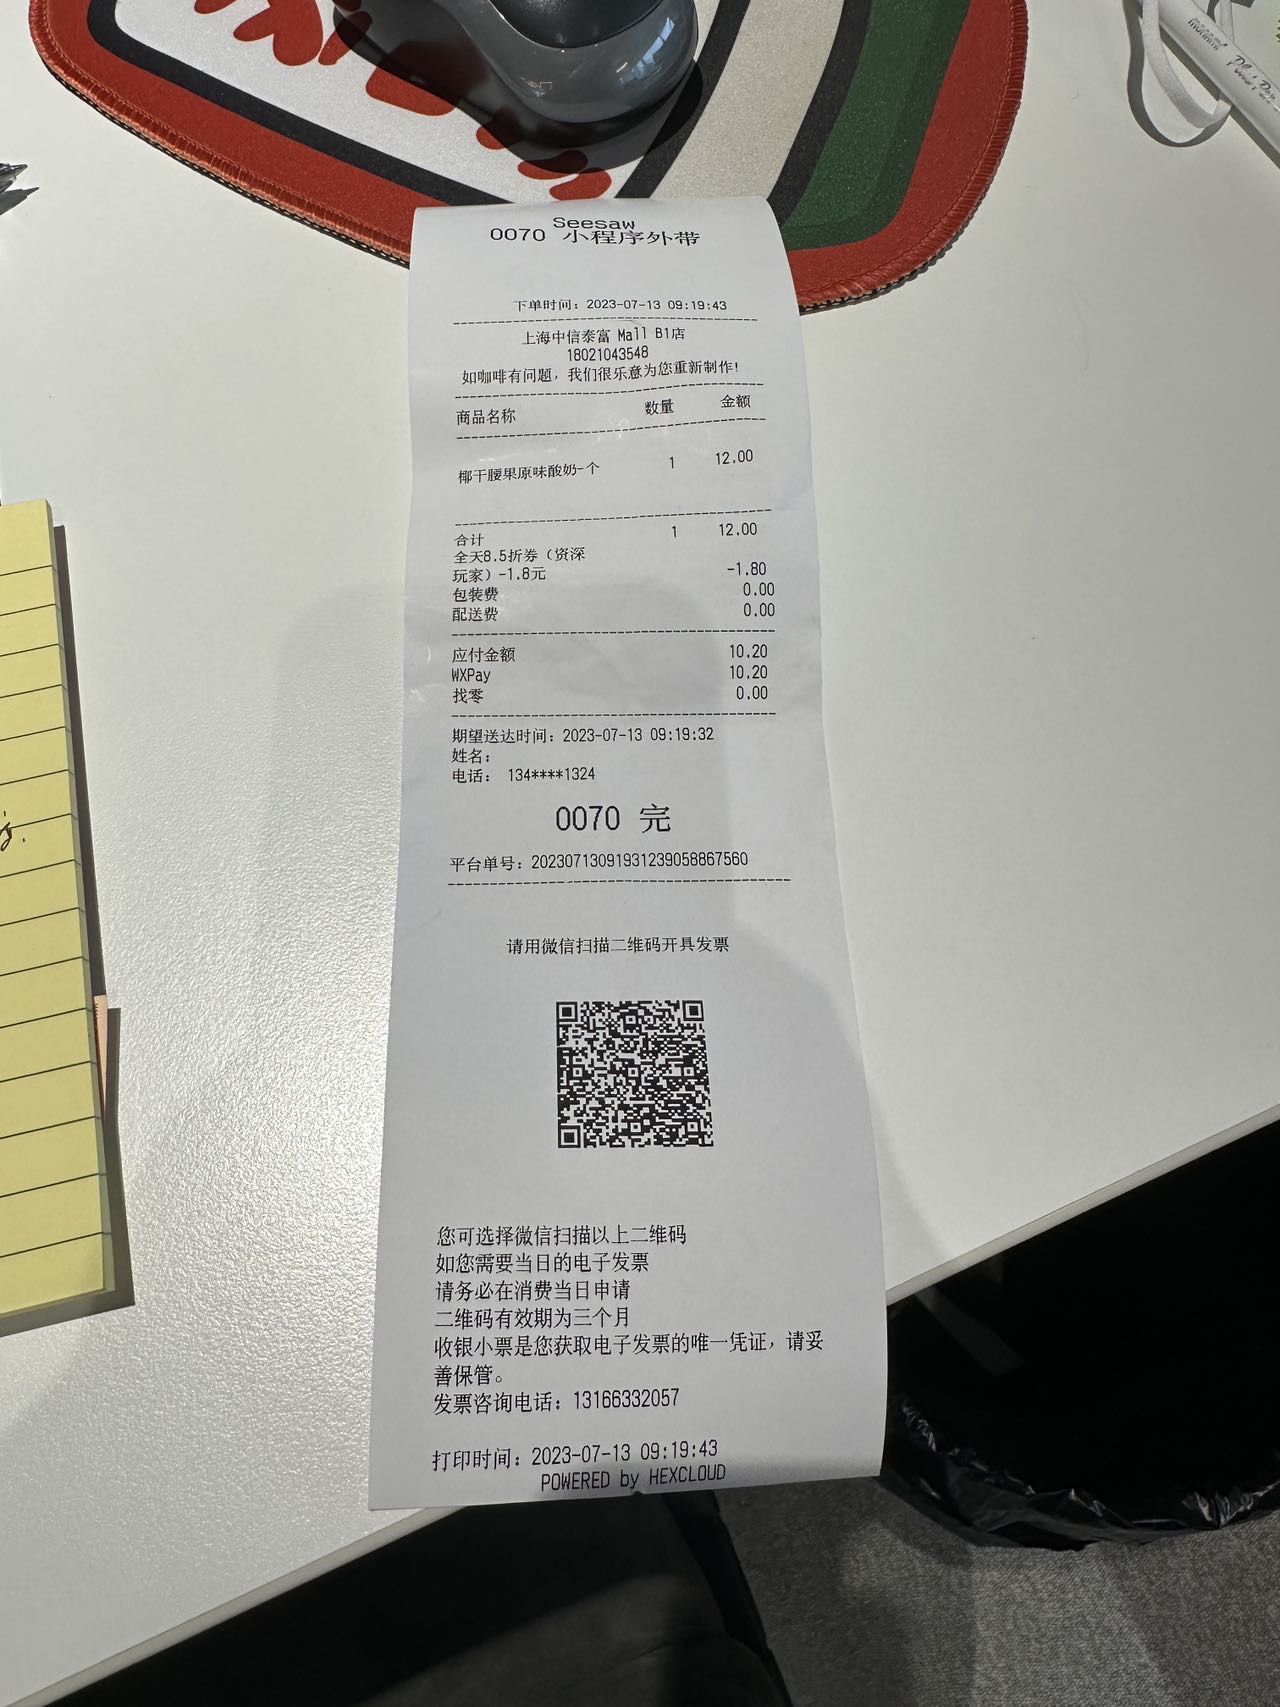 Seesaw
0070 小程序外带
下单时间：2023-07-13 09:19:43
上海中信泰富 Mall B1店
18021043548
如咖啡有问题，我们很乐意为您重新制作!
商品名称 数量 金额
椰干腰果原味酸奶-个 1 12.00
合计 1 12.00
全天8.5折券（资深
玩家）-1.8元 -1.80
包装费 0.00
配送费 0.00
应付金额 10.20
WXPay 10.20
找零 0.00
期望送达时间：2023-07-13 09:19:32
姓名：
电话： 134****1324
0070 完
平台单号：20230713091931239058867560
请用微信扫描二维码开具发票
您可选择微信扫描以上二维码
如您需要当日的电子发票
请务必在消费当日申请
二维码有效期为三个月
收银小票是您获取电子发票的唯一凭证，请妥
善保管。
发票咨询电话：13166332057
打印时间：2023-07-13 09:19:43
POWERED by HEXCLOUD